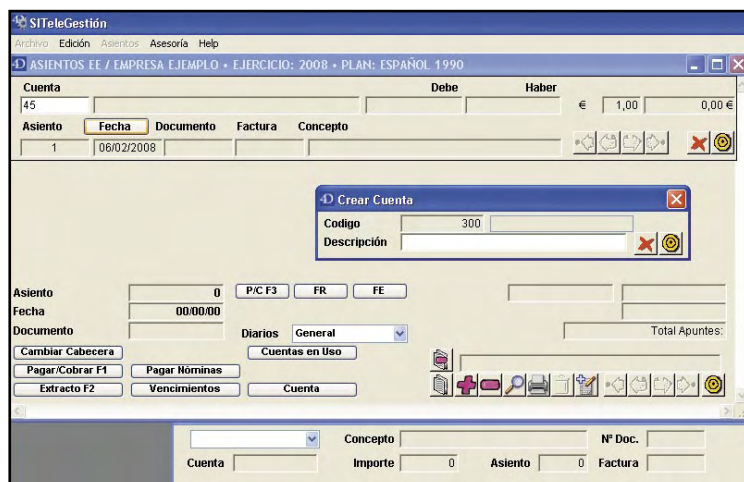 SITeleGestión
Archivo Edición Asientos Asesoría Help
4D ASIENTOS EE / EMPRESA EJEMPLO • EJERCICIO: 2008 • PLAN: ESPAÑOL 1990
Cuenta Debe Haber
45 € 1,00 0,00 €
Asiento Fecha Documento Factura Concepto
1 06/02/2008
4D Crear Cuenta
Codigo 300
Descripción
Asiento 0 P/C F3 FR FE
Fecha 00/00/00
Documento Diarios General Total Apuntes:
Cambiar Cabecera Cuentas en Uso
Pagar/Cobrar F1 Pagar Nóminas
Extracto F2 Vencimientos Cuenta
Concepto Nº Doc.
Cuenta Importe 0 Asiento 0 Factura